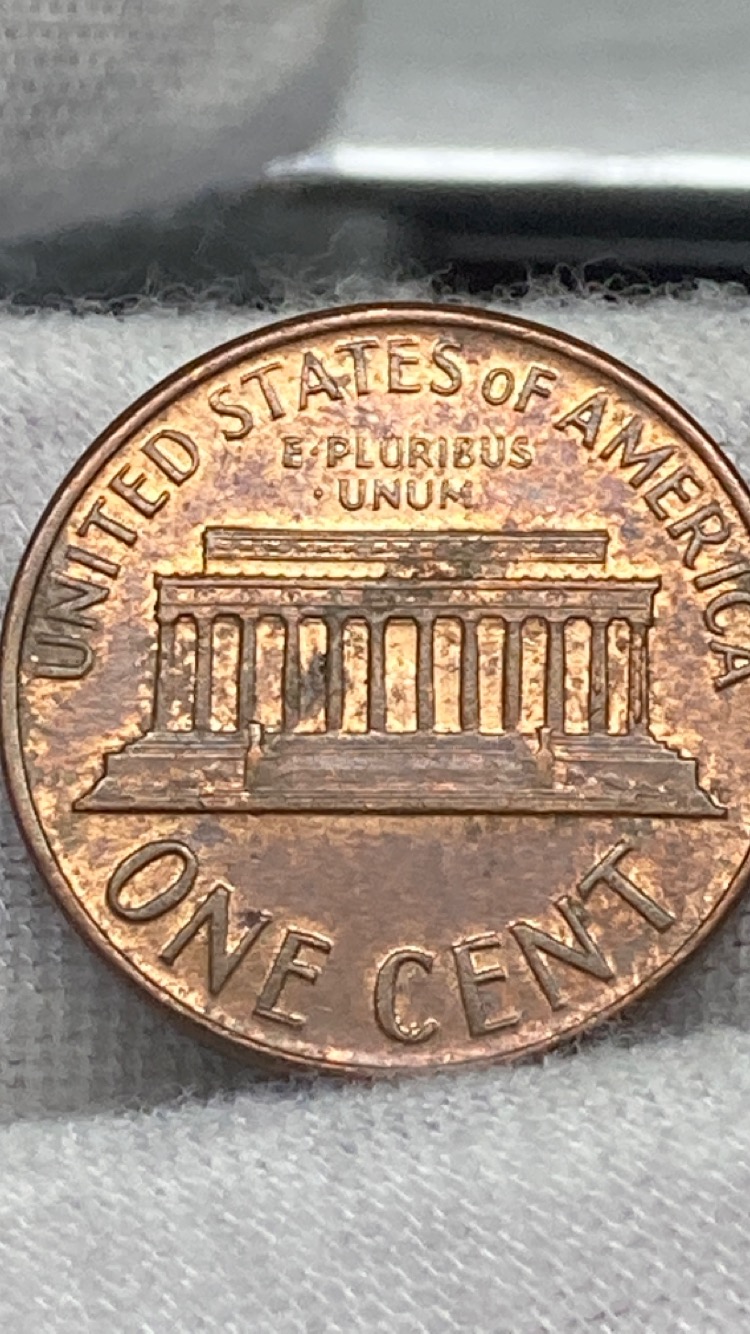 UNITED STATES OF AMERICA
E·PLURIBUS
·UNUM
ONE CENT